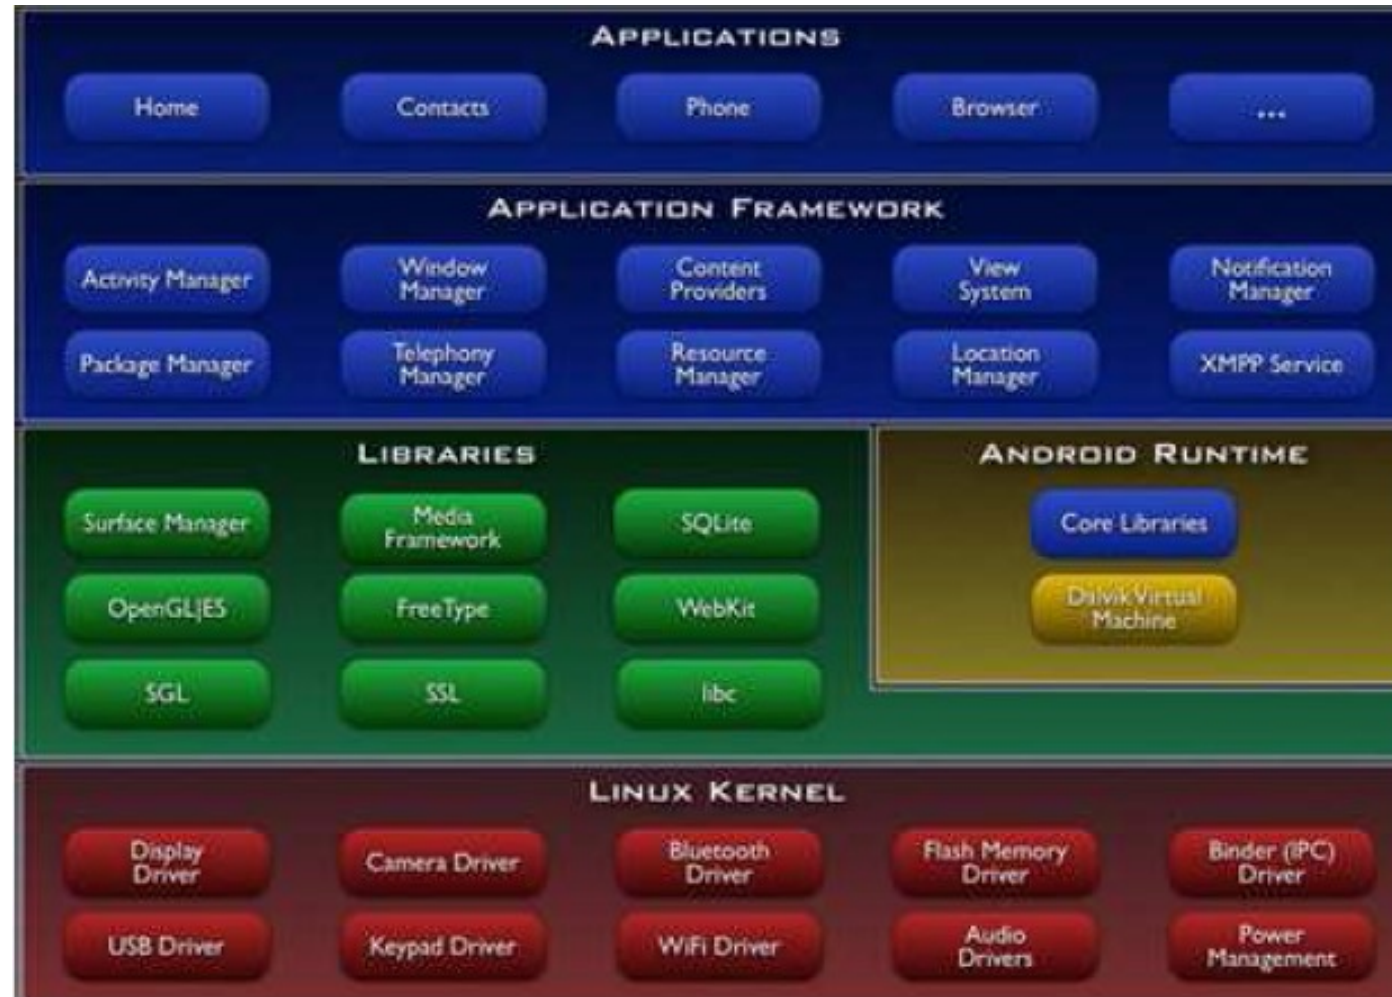 APPLICATIONS
Home
Contacts
Phone
Browser
...
APPLICATION FRAMEWORK
Activity Manager
Window
Manager
Content
Providers
View
System
Notification
Manager
Package Manager
Telephony
Manager
Resource
Manager
Location
Manager
XMPP Service
LIBRARIES
Surface Manager
Media
Framework
SQLite
OpenGL|ES
FreeType
WebKit
SGL
SSL
libc
ANDROID RUNTIME
Core Libraries
Dalvik Virtual
Machine
LINUX KERNEL
Display
Driver
Camera Driver
Bluetooth
Driver
Flash Memory
Driver
Binder (IPC)
Driver
USB Driver
Keypad Driver
WiFi Driver
Audio
Drivers
Power
Management